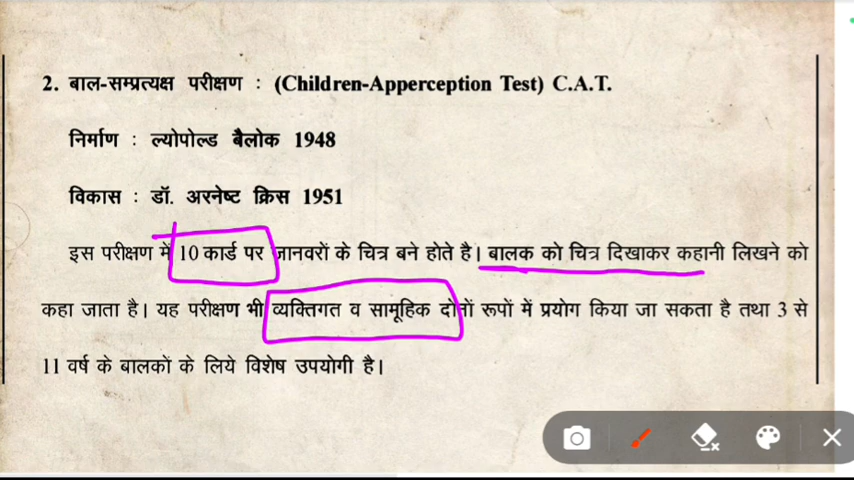 2. बाल-सम्प्रत्यक्ष परीक्षण : (Children-Apperception Test) C.A.T.
निर्माण : ल्योपोल्ड बैलोक 1948
विकास : डॉ. अरनेष्ट क्रिस 1951
इस परीक्षण में 10 कार्ड पर जानवरों के चित्र बने होते है। बालक को चित्र दिखाकर कहानी लिखने को
कहा जाता है। यह परीक्षण भी व्यक्तिगत व सामूहिक दोनों रूपों में प्रयोग किया जा सकता है तथा 3 से
11 वर्ष के बालकों के लिये विशेष उपयोगी है।